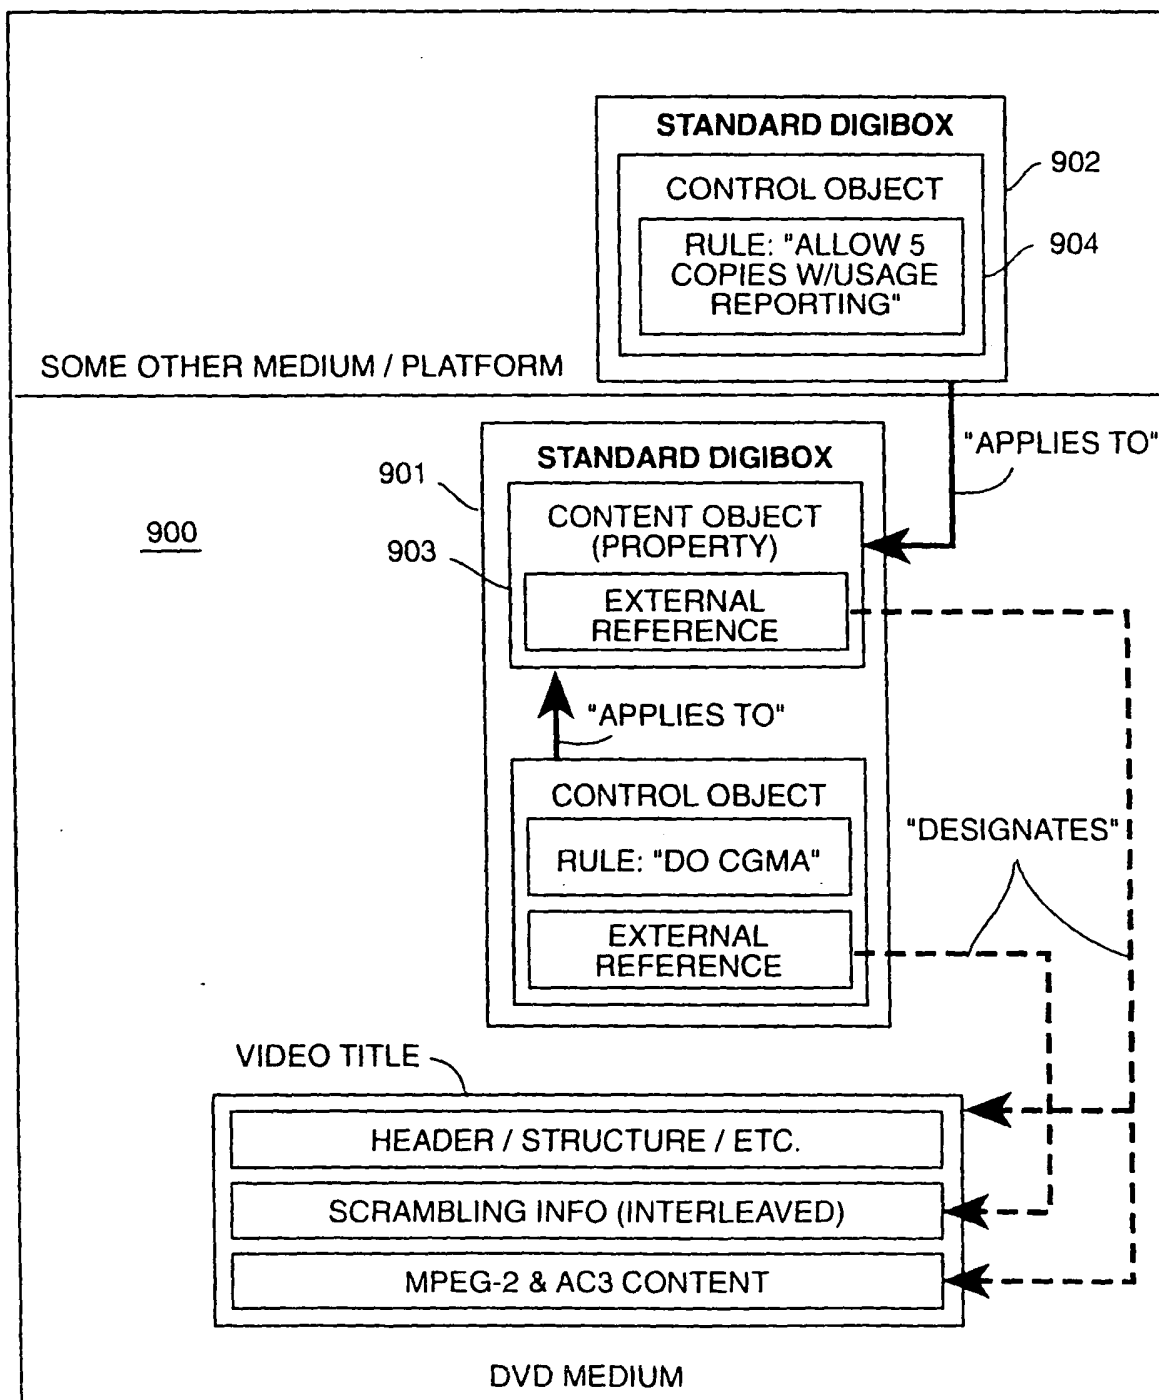 STANDARD DIGIBOX
902
CONTROL OBJECT
RULE: "ALLOW 5
COPIES W/USAGE
REPORTING"
904
SOME OTHER MEDIUM / PLATFORM
"APPLIES TO"
STANDARD DIGIBOX
901
900
CONTENT OBJECT
(PROPERTY)
903
EXTERNAL
REFERENCE
"APPLIES TO"
CONTROL OBJECT
"DESIGNATES"
RULE: "DO CGMA"
EXTERNAL
REFERENCE
VIDEO TITLE
HEADER / STRUCTURE / ETC.
SCRAMBLING INFO (INTERLEAVED)
MPEG-2 & AC3 CONTENT
DVD MEDIUM